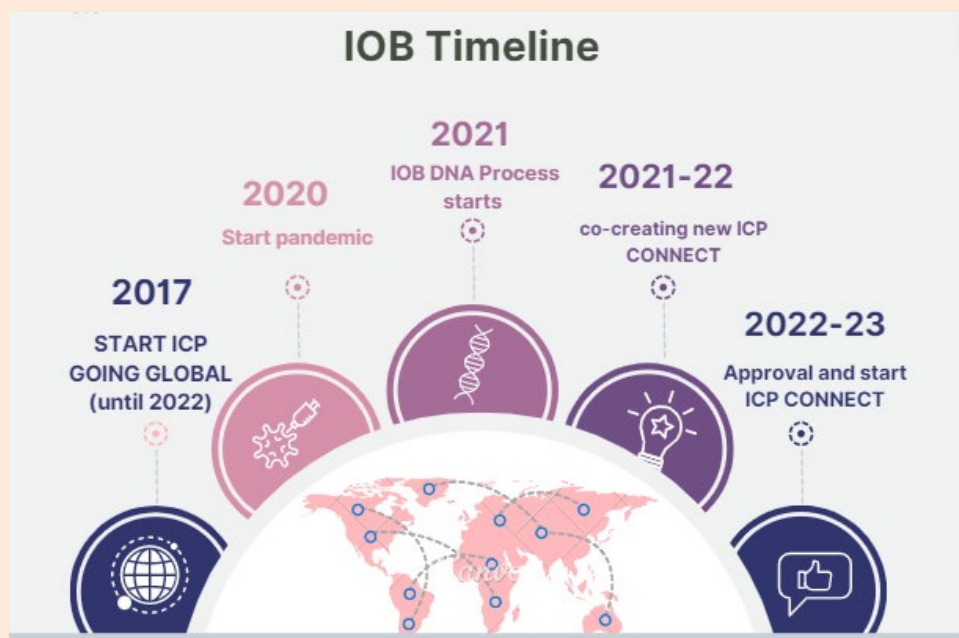 IOB Timeline
2021
IOB DNA Process
starts
2021-22
co-creating new ICP
CONNECT
2020
Start pandemic
2017
START ICP
GOING GLOBAL
(until 2022)
2022-23
Approval and start
ICP CONNECT